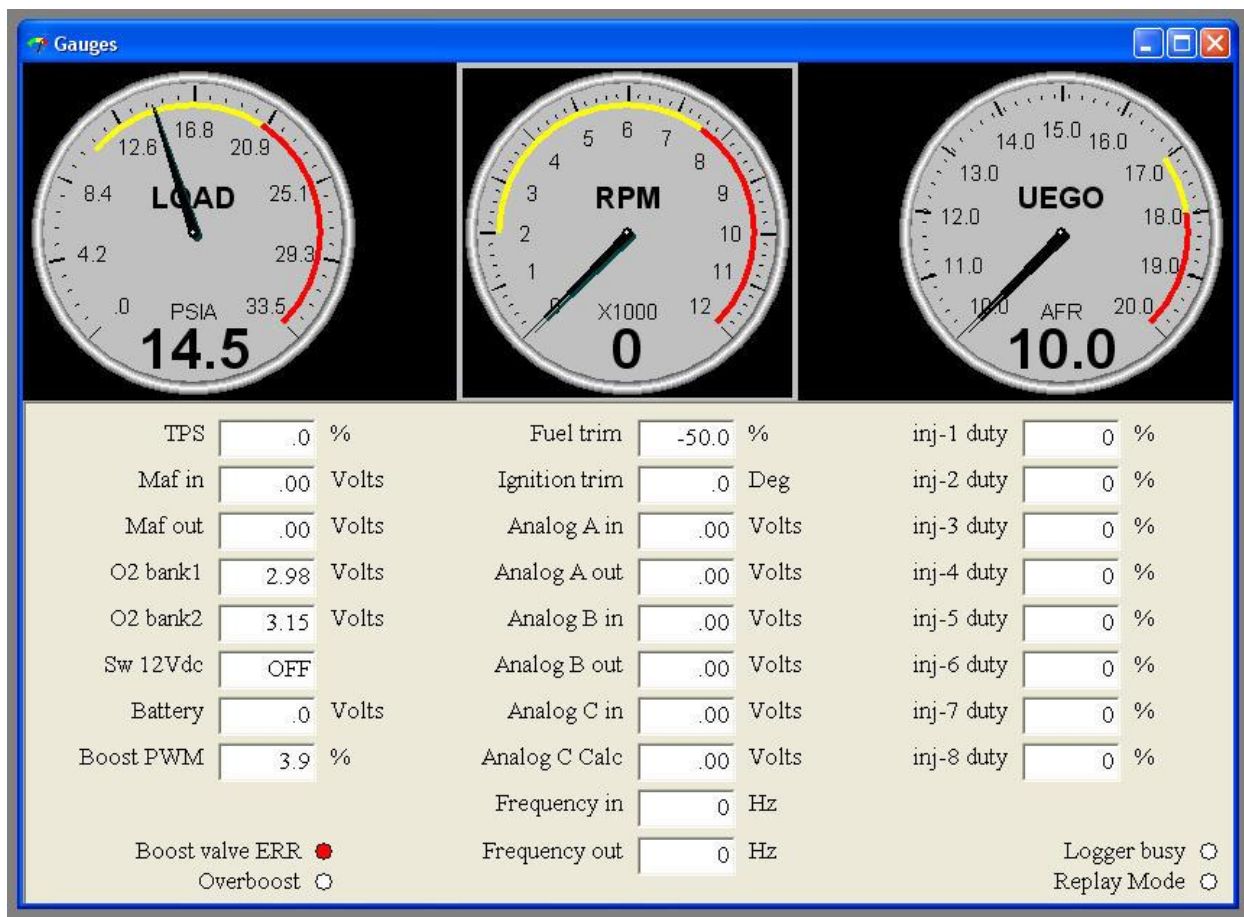 Gauges
.0 4.2 8.4 12.6 16.8 20.9 25.1 29.3 33.5
LOAD
PSIA
14.5
0 1 2 3 4 5 6 7 8 9 10 11 12
RPM
X1000
0
10.0 11.0 12.0 13.0 14.0 15.0 16.0 17.0 18.0 19.0 20.0
UEGO
AFR
10.0
TPS .0 %
Maf in .00 Volts
Maf out .00 Volts
O2 bank1 2.98 Volts
O2 bank2 3.15 Volts
Sw 12Vdc OFF
Battery .0 Volts
Boost PWM 3.9 %
Boost valve ERR
Overboost
Fuel trim -50.0 %
Ignition trim .0 Deg
Analog A in .00 Volts
Analog A out .00 Volts
Analog B in .00 Volts
Analog B out .00 Volts
Analog C in .00 Volts
Analog C Calc .00 Volts
Frequency in 0 Hz
Frequency out 0 Hz
inj-1 duty 0 %
inj-2 duty 0 %
inj-3 duty 0 %
inj-4 duty 0 %
inj-5 duty 0 %
inj-6 duty 0 %
inj-7 duty 0 %
inj-8 duty 0 %
Logger busy
Replay Mode